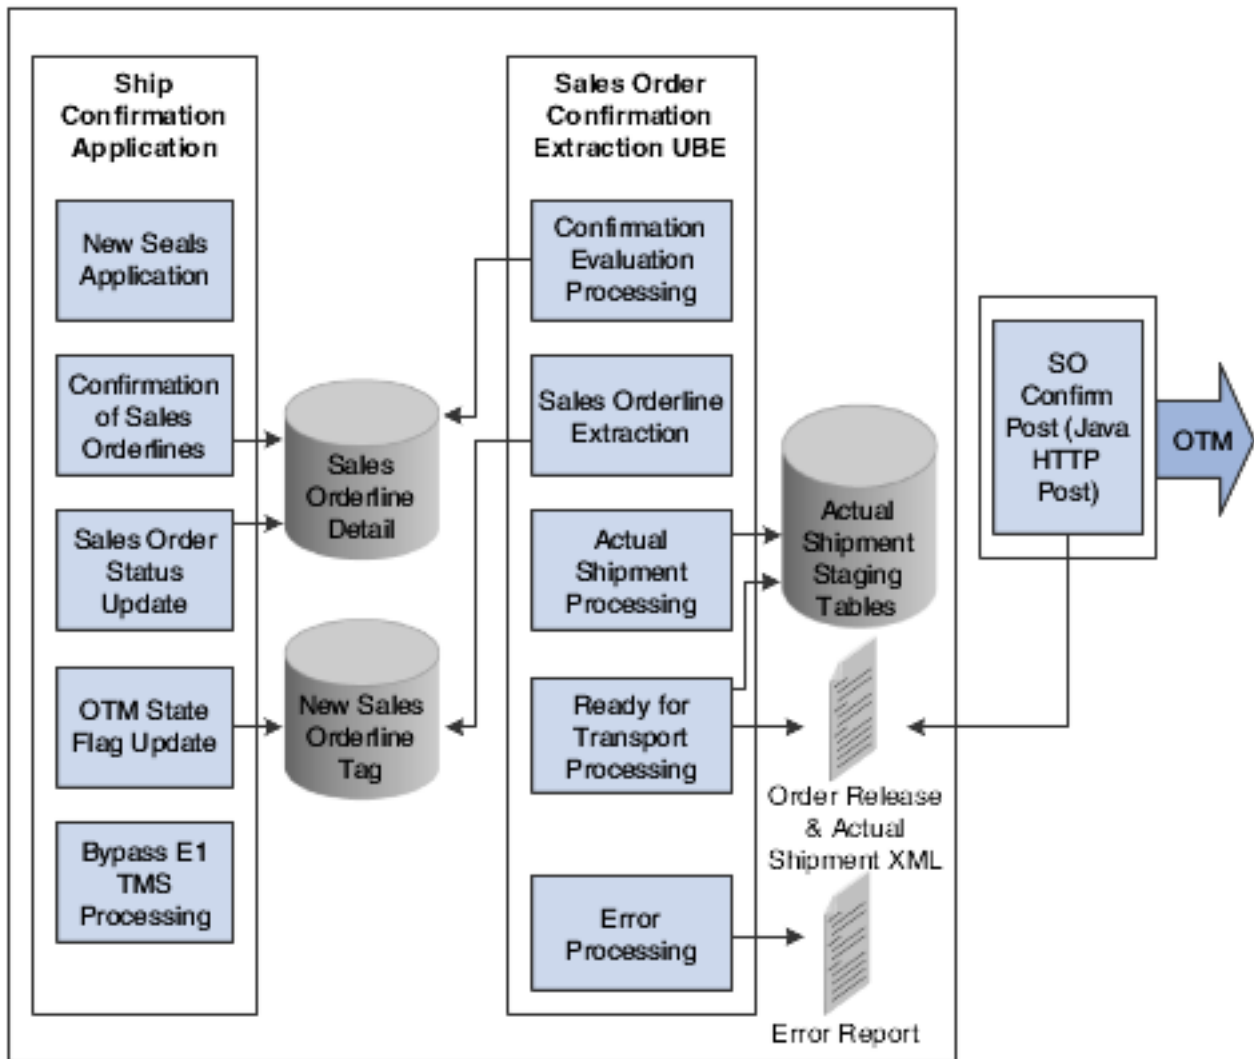 Ship
Confirmation
Application
New Seals
Application
Confirmation
of Sales
Orderlines
Sales Order
Status
Update
OTM State
Flag Update
Bypass E1
TMS
Processing
Sales
Orderline
Detail
New Sales
Orderline
Tag
Sales Order
Confirmation
Extraction UBE
Confirmation
Evaluation
Processing
Sales Orderline
Extraction
Actual
Shipment
Processing
Ready for
Transport
Processing
Error
Processing
Actual
Shipment
Staging
Tables
Order Release
& Actual
Shipment XML
Error Report
SO
Confirm
Post (Java
HTTP
Post)
OTM